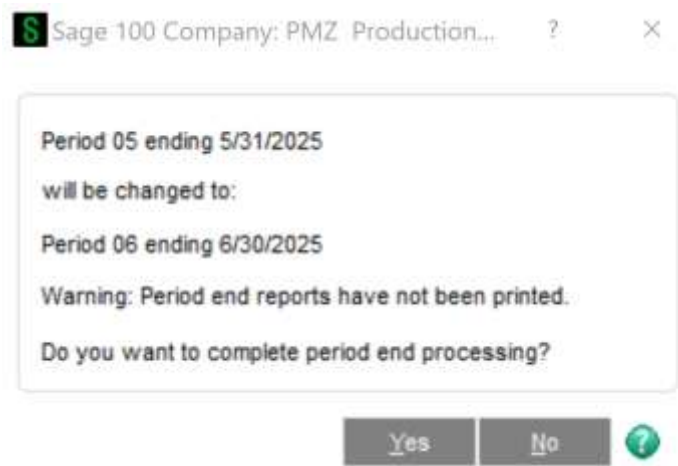 S Sage 100 Company: PMZ Production... ?
Period 05 ending 5/31/2025
will be changed to:
Period 06 ending 6/30/2025
Warning: Period end reports have not been printed.
Do you want to complete period end processing?
Yes No ?